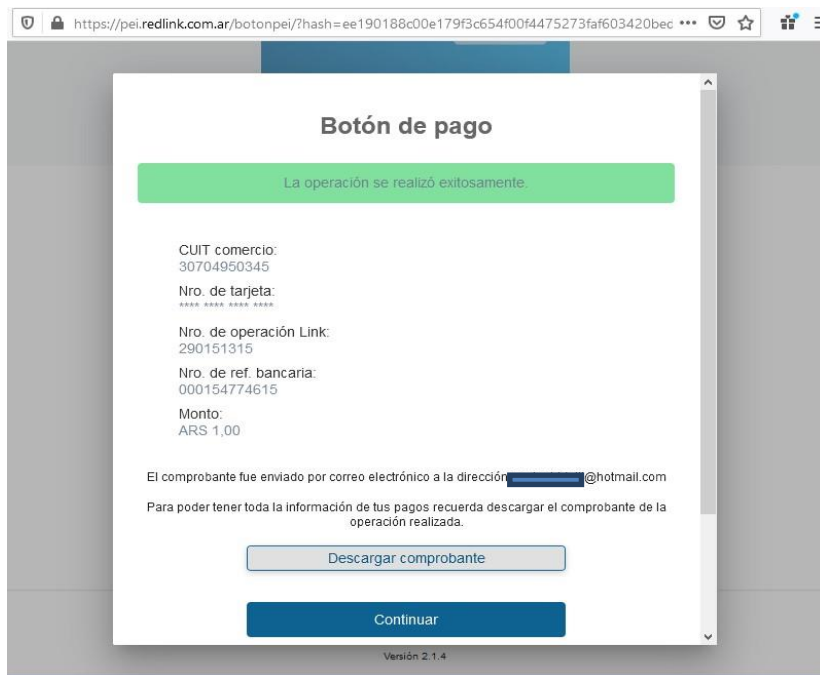 https://pei.redlink.com.ar/botonpei/?hash=ee190188c00e179f3c654f00f4475273faf603420bec
Botón de pago
La operación se realizó exitosamente.
CUIT comercio:
30704950345
Nro. de tarjeta:
**** **** **** ****
Nro. de operación Link:
290151315
Nro. de ref. bancaria:
000154774615
Monto:
ARS 1,00
El comprobante fue enviado por correo electrónico a la dirección @hotmail.com
Para poder tener toda la información de tus pagos recuerda descargar el comprobante de la
operación realizada.
Descargar comprobante
Continuar
Versión 2.1.4